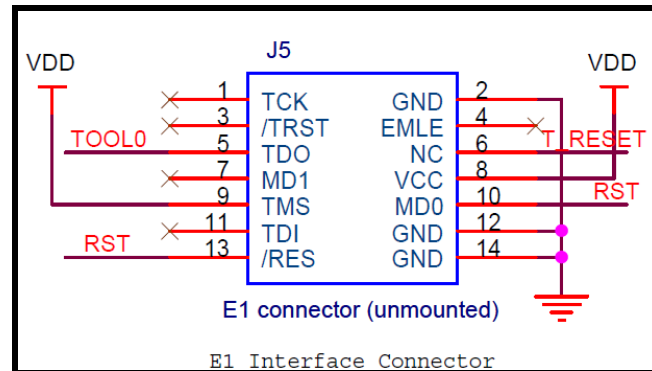 J5
VDD VDD
1 TCK GND 2
3 /TRST EMLE 4
TOOL0 5 TDO NC 6 T_RESET
7 MD1 VCC 8
9 TMS MD0 10 RST
11 TDI GND 12
RST 13 /RES GND 14
E1 connector (unmounted)
E1 Interface Connector